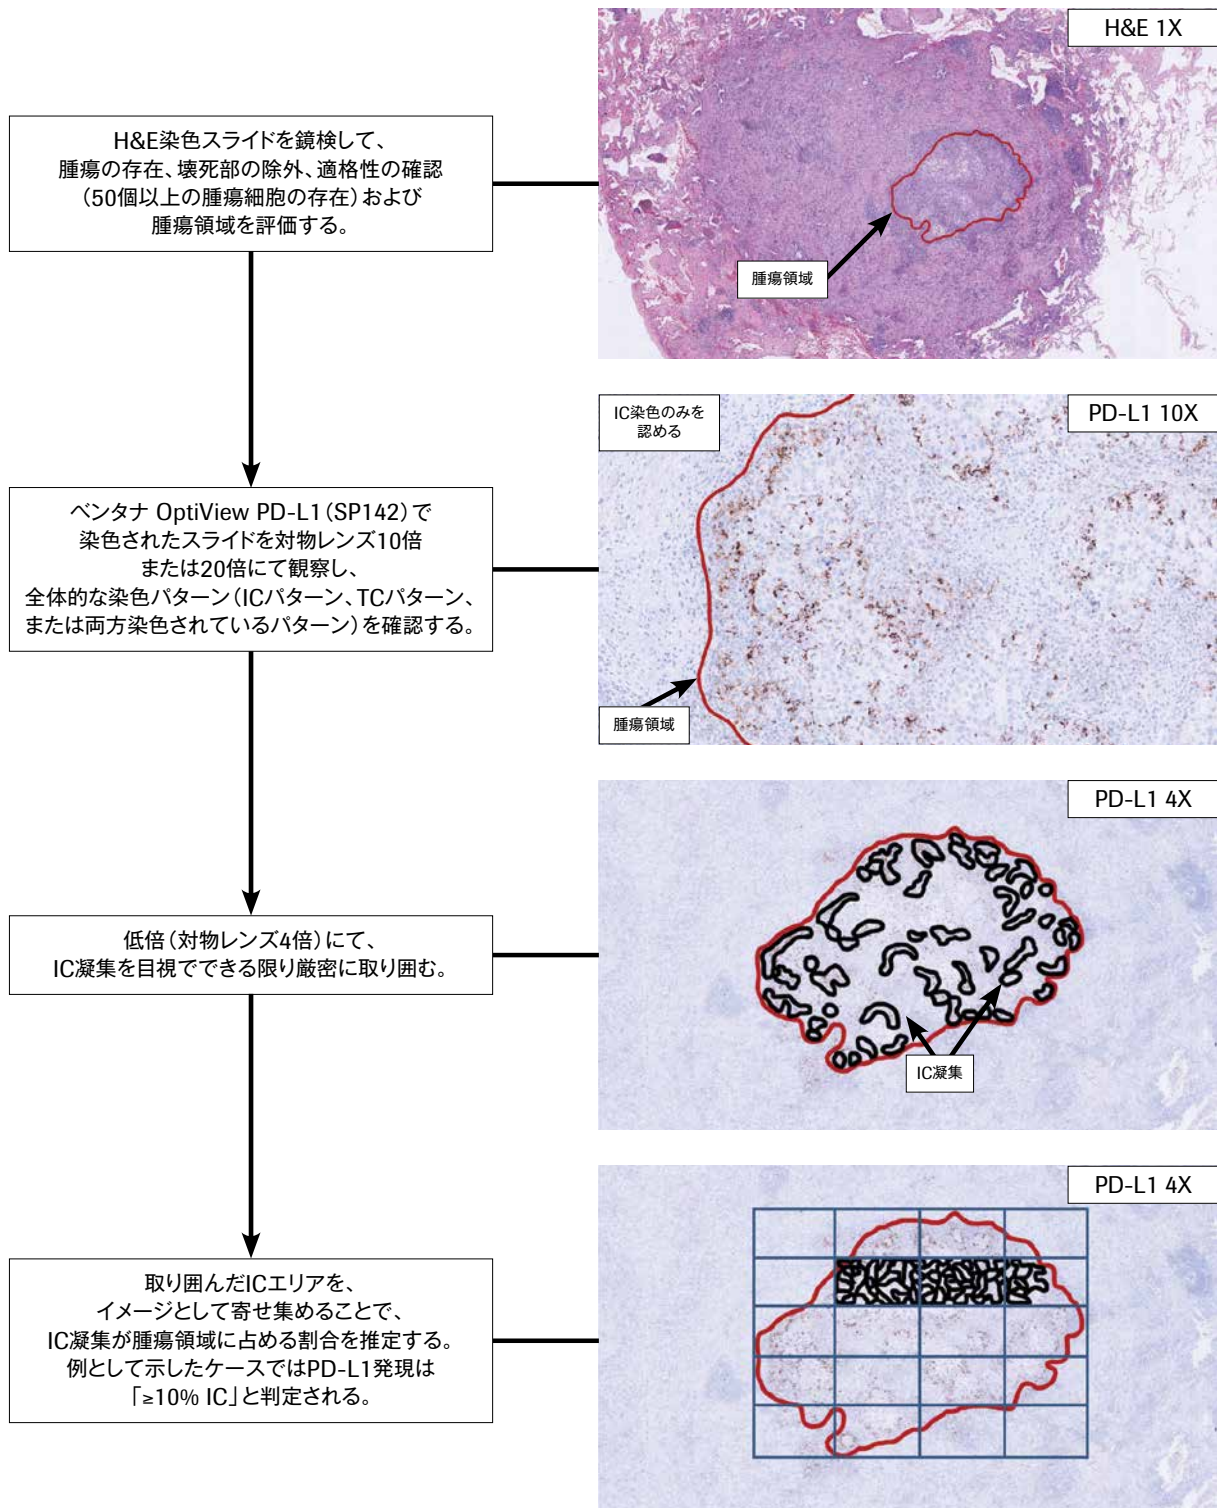 H&E 1X
H&E染色スライドを鏡検して、
腫瘍の存在、壊死部の除外、適格性の確認
（50個以上の腫瘍細胞の存在）および
腫瘍領域を評価する。
腫瘍領域
IC染色のみを
認める
PD-L1 10X
ベンタナ OptiView PD-L1（SP142）で
染色されたスライドを対物レンズ10倍
または20倍にて観察し、
全体的な染色パターン（ICパターン、TCパターン、
または両方染色されているパターン）を確認する。
腫瘍領域
PD-L1 4X
低倍（対物レンズ4倍）にて、
IC凝集を目視でできる限り厳密に取り囲む。
IC凝集
PD-L1 4X
取り囲んだICエリアを、
イメージとして寄せ集めることで、
IC凝集が腫瘍領域に占める割合を推定する。
例として示したケースではPD-L1発現は
「≥10% IC」と判定される。